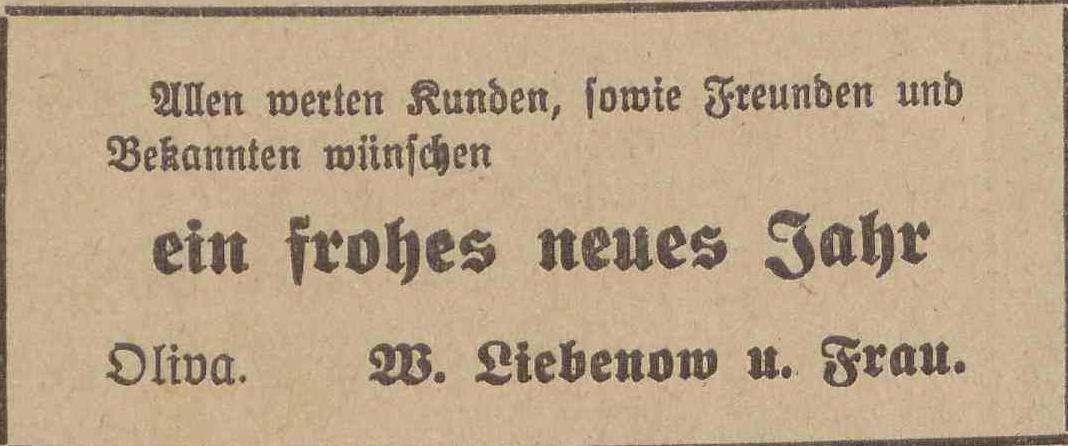 Allen werten Kunden, sowie Freunden und
Bekannten wünschen
ein frohes neues Jahr
Oliva. W. Liebenow u. Frau.